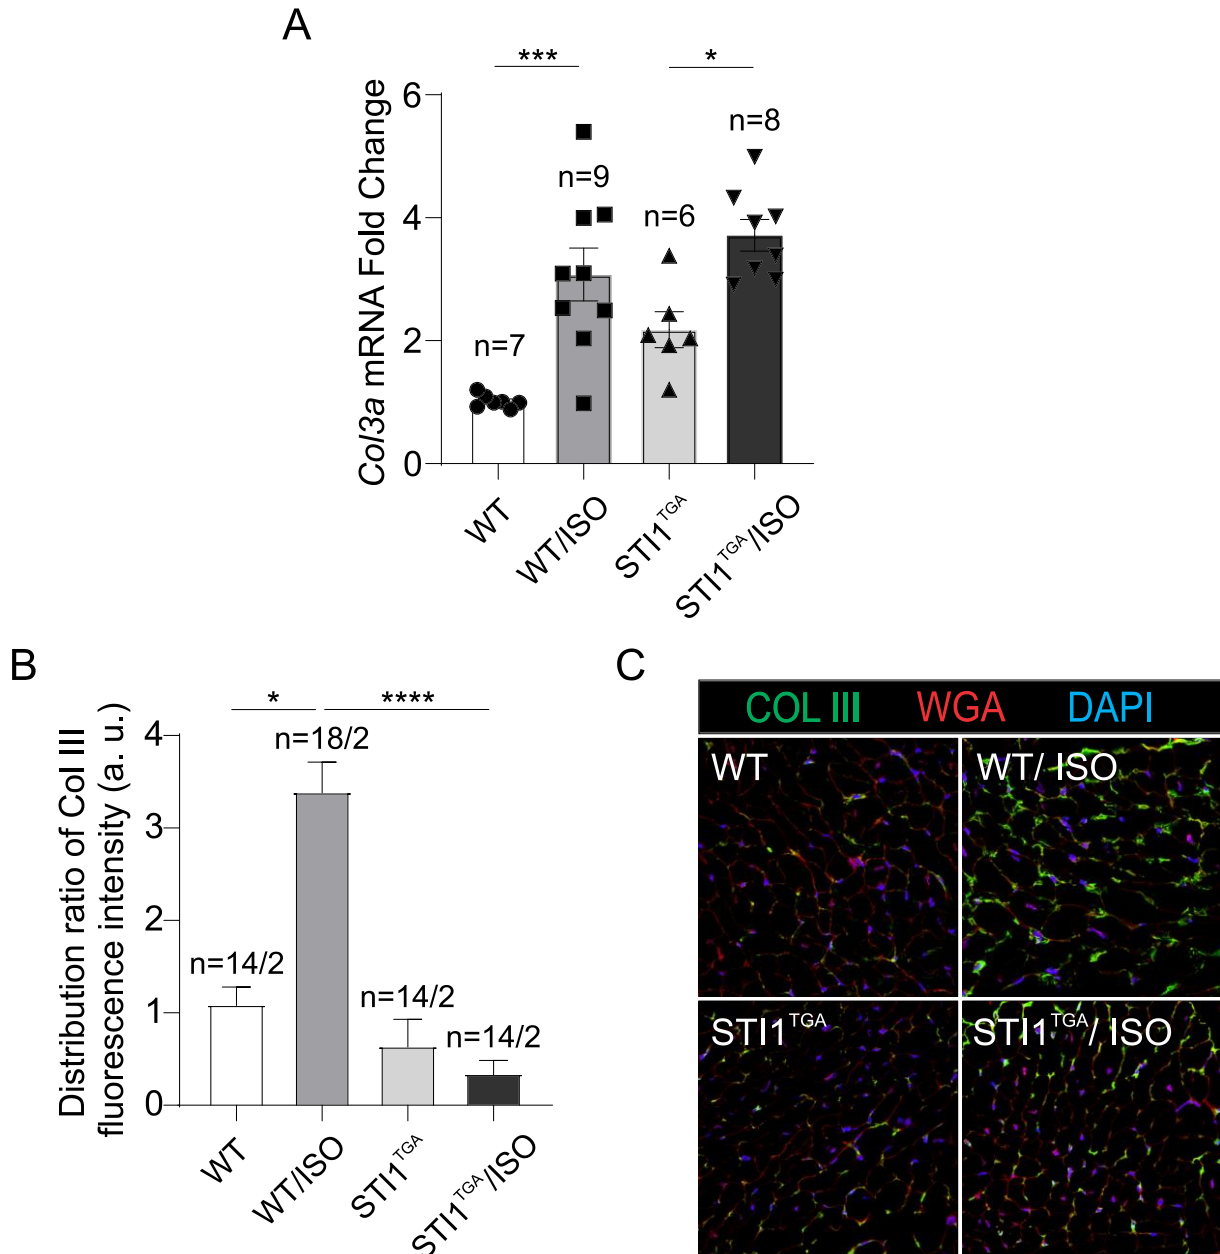 A
*** *
Col3a mRNA Fold Change
6
4
2
0
n=7
n=9
n=6
n=8
WT
WT/ISO
STI1TGA
STI1TGA/ISO
B
* ****
Distribution ratio of Col III
fluorescence intensity (a. u.)
4
3
2
1
0
n=14/2
n=18/2
n=14/2
n=14/2
WT
WT/ISO
STI1TGA
STI1TGA/ISO
C
COL III WGA DAPI
WT
WT/ ISO
STI1TGA
STI1TGA/ ISO